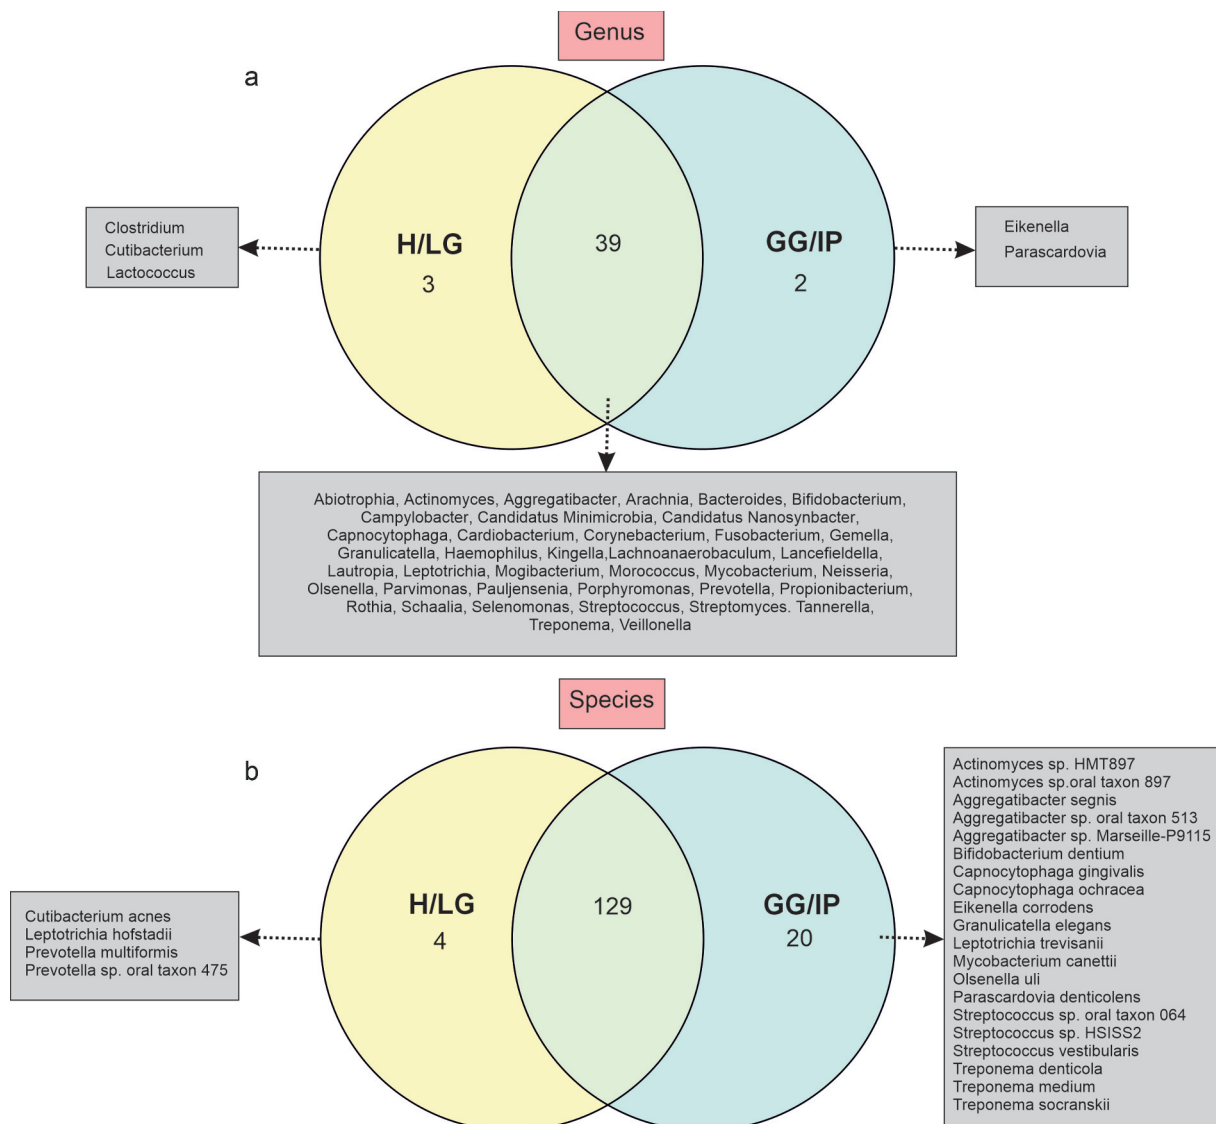 Genus
a
Clostridium
Cutibacterium
Lactococcus
H/LG
3
39
GG/IP
2
Eikenella
Parascardovia
Abiotrophia, Actinomyces, Aggregatibacter, Arachnia, Bacteroides, Bifidobacterium,
Campylobacter, Candidatus Minimicrobia, Candidatus Nanosynbacter,
Capnocytophaga, Cardiobacterium, Corynebacterium, Fusobacterium, Gemella,
Granulicatella, Haemophilus, Kingella,Lachnoanaerobaculum, Lancefieldella,
Lautropia, Leptotrichia, Mogibacterium, Morococcus, Mycobacterium, Neisseria,
Olsenella, Parvimonas, Pauljensenia, Porphyromonas, Prevotella, Propionibacterium,
Rothia, Schaalia, Selenomonas, Streptococcus, Streptomyces. Tannerella,
Treponema, Veillonella
Species
b
Cutibacterium acnes
Leptotrichia hofstadii
Prevotella multiformis
Prevotella sp. oral taxon 475
H/LG
4
129
GG/IP
20
Actinomyces sp. HMT897
Actinomyces sp.oral taxon 897
Aggregatibacter segnis
Aggregatibacter sp. oral taxon 513
Aggregatibacter sp. Marseille-P9115
Bifidobacterium dentium
Capnocytophaga gingivalis
Capnocytophaga ochracea
Eikenella corrodens
Granulicatella elegans
Leptotrichia trevisanii
Mycobacterium canettii
Olsenella uli
Parascardovia denticolens
Streptococcus sp. oral taxon 064
Streptococcus sp. HSISS2
Streptococcus vestibularis
Treponema denticola
Treponema medium
Treponema socranskii